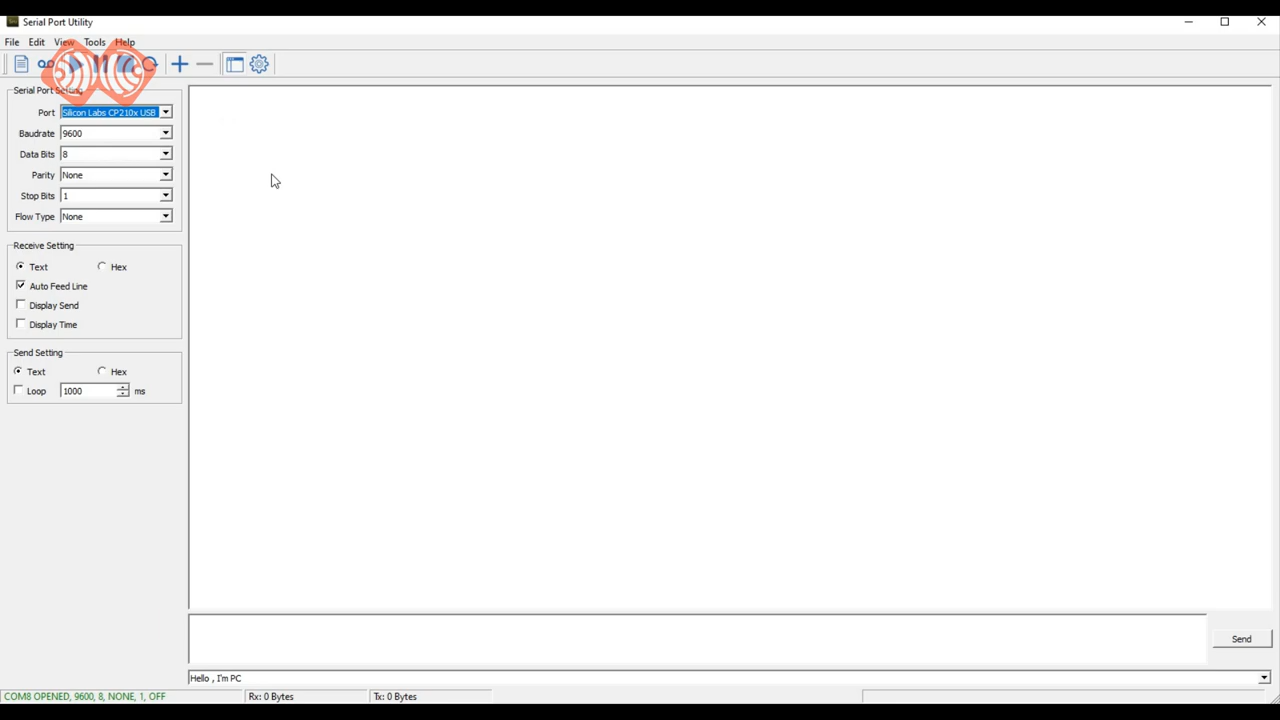 Serial Port Utility
File Edit View Tools Help
Serial Port Setting
Port Silicon Labs CP210x USB
Baudrate 9600
Data Bits 8
Parity None
Stop Bits 1
Flow Type None
Receive Setting
Text Hex
Auto Feed Line
Display Send
Display Time
Send Setting
Text Hex
Loop 1000 ms
Send
Hello , I'm PC
COM8 OPENED, 9600, 8, NONE, 1, OFF Rx: 0 Bytes Tx: 0 Bytes